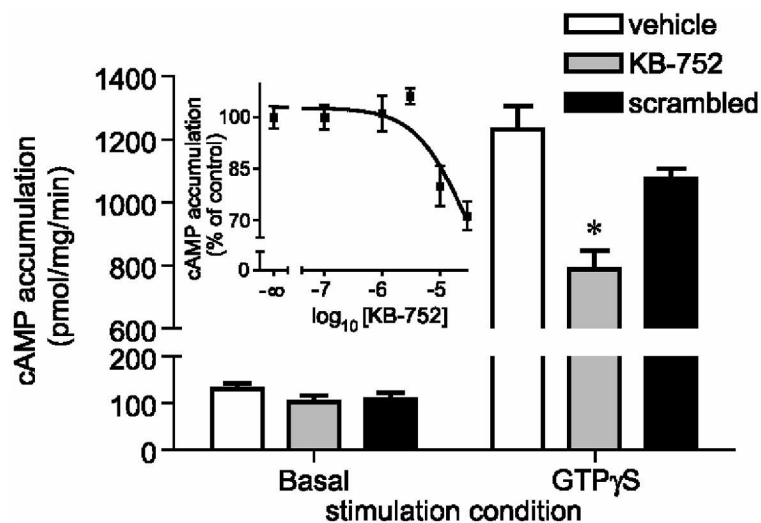 vehicle
KB-752
scrambled
cAMP accumulation
(pmol/mg/min)
1400
1200
1000
800
600
200
100
0
cAMP accumulation
(% of control)
100
85
70
0
-∞ -7 -6 -5
log10 [KB-752]
*
Basal GTPγS
stimulation condition